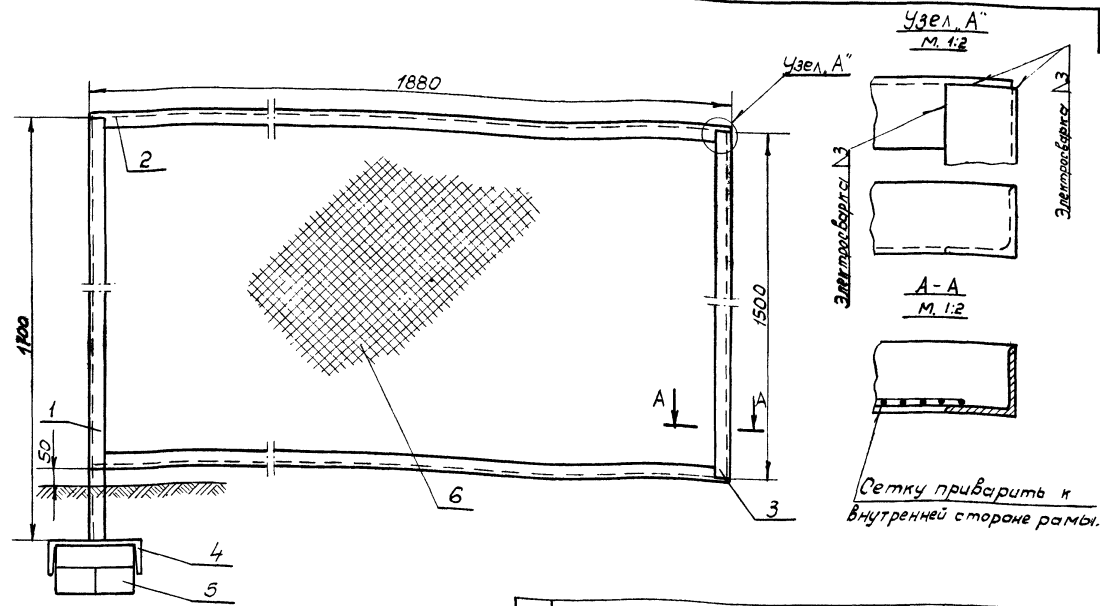 Узел „А“
М. 1:2
1880
Узел „А“
3
Электросварка
2
3
Электросварка
А-А
М. 1:2
1700
1500
1
А
А
50
6
3
Сетку приварить к
внутренней стороне рамы.
4
5